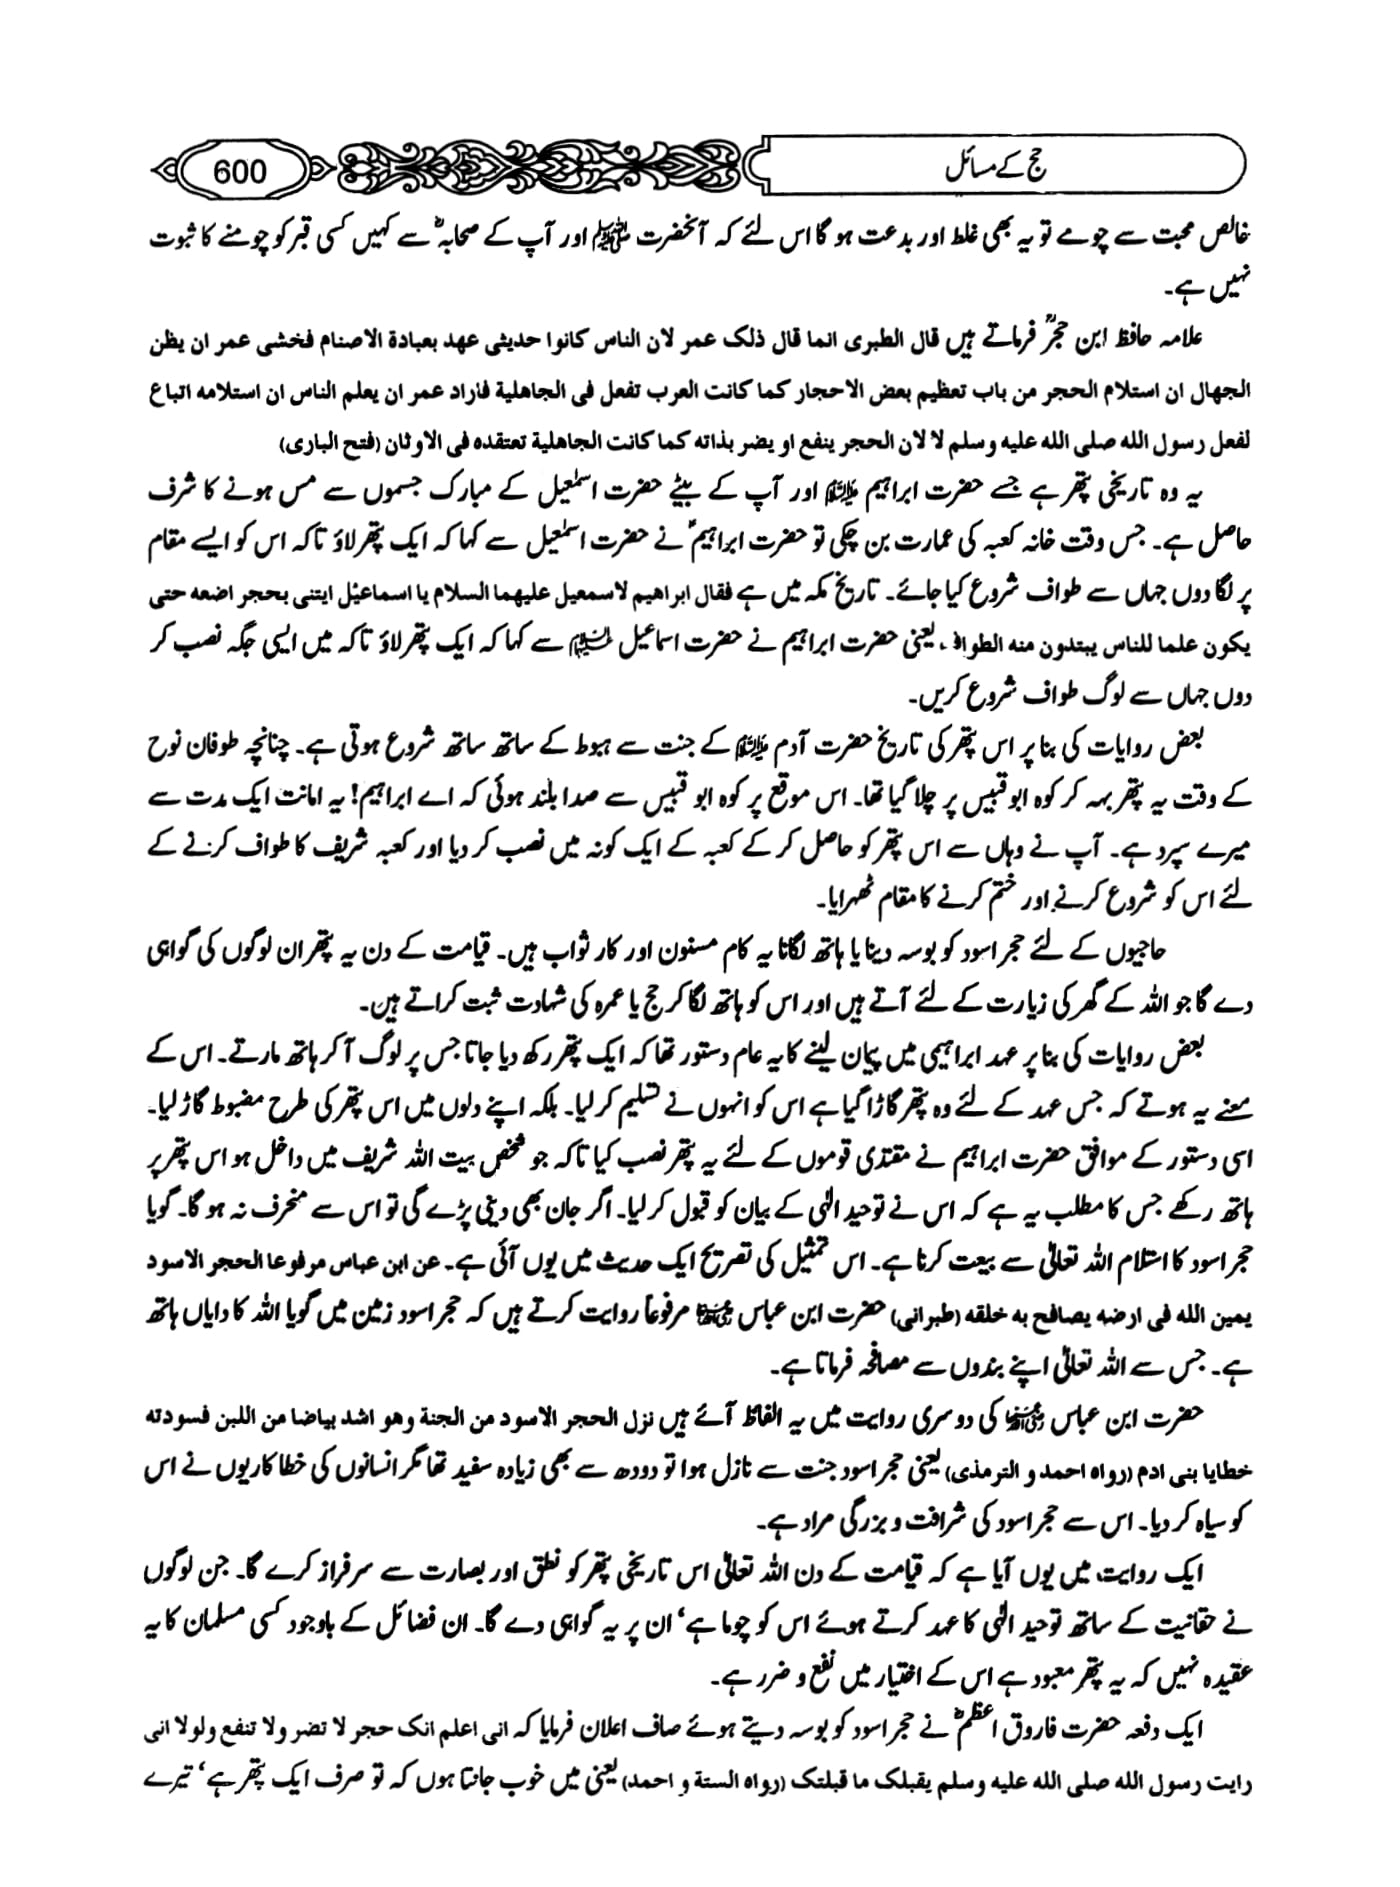 حج کے مسائل
600
خالص محبت سے چومے تو یہ بھی غلط اور بدعت ہو گا اس لئے کہ آنحضرت ﷺ اور آپ کے صحابہؓ سے کہیں کسی قبر کو چومنے کا ثبوت
نہیں ہے۔
علامہ حافظ ابن حجرؒ فرماتے ہیں قال الطبری انما قال ذلک عمر لان الناس کانوا حدیثی عهد بعبادة الاصنام فخشی عمر ان یظن
الجهال ان استلام الحجر من باب تعظیم بعض الاحجار کما کانت العرب تفعل فی الجاهلیة فاراد عمر ان یعلم الناس ان استلامه اتباع
لفعل رسول الله صلی الله علیه وسلم لا لان الحجر ینفع او یضر بذاته کما کانت الجاهلیة تعتقده فی الاوثان (فتح الباری)
یہ وہ تاریخی پتھر ہے جسے حضرت ابراہیم علیہ السلام اور آپ کے بیٹے حضرت اسمٰعیل کے مبارک جسموں سے مس ہونے کا شرف
حاصل ہے۔ جس وقت خانہ کعبہ کی عمارت بن چکی تو حضرت ابراہیمؑ نے حضرت اسمٰعیل سے کہا کہ ایک پتھر لاؤ تاکہ اس کو ایسے مقام
پر لگا دوں جہاں سے طواف شروع کیا جائے۔ تاریخ مکہ میں ہے فقال ابراهیم لاسمعیل علیهما السلام یا اسماعیل ایتنی بحجر اضعه حتی
یکون علما للناس یبتدون منه الطواف ، یعنی حضرت ابراہیم نے حضرت اسماعیل علیہ السلام سے کہا کہ ایک پتھر لاؤ تاکہ میں ایسی جگہ نصب کر
دوں جہاں سے لوگ طواف شروع کریں۔
بعض روایات کی بنا پر اس پتھر کی تاریخ حضرت آدم علیہ السلام کے جنت سے ہبوط کے ساتھ ساتھ شروع ہوتی ہے۔ چنانچہ طوفان نوح
کے وقت یہ پتھر بہہ کر کوہ ابو قبیس پر چلا گیا تھا۔ اس موقع پر کوہ ابو قبیس سے صدا بلند ہوئی کہ اے ابراہیم! یہ امانت ایک مدت سے
میرے سپرد ہے۔ آپ نے وہاں سے اس پتھر کو حاصل کر کے کعبہ کے ایک کونہ میں نصب کر دیا اور کعبہ شریف کا طواف کرنے کے
لئے اس کو شروع کرنے اور ختم کرنے کا مقام ٹھہرایا۔
حاجیوں کے لئے حجر اسود کو بوسہ دینا یا ہاتھ لگانا یہ کام مسنون اور کار ثواب ہیں۔ قیامت کے دن یہ پتھر ان لوگوں کی گواہی
دے گا جو اللہ کے گھر کی زیارت کے لئے آتے ہیں اور اس کو ہاتھ لگا کر حج یا عمرہ کی شہادت ثبت کراتے ہیں۔
بعض روایات کی بنا پر عہد ابراہیمی میں پیمان لینے کا یہ عام دستور تھا کہ ایک پتھر رکھ دیا جاتا جس پر لوگ آ کر ہاتھ مارتے۔ اس کے
معنے یہ ہوتے کہ جس عہد کے لئے وہ پتھر گاڑا گیا ہے اس کو انہوں نے تسلیم کر لیا۔ بلکہ اپنے دلوں میں اس پتھر کی طرح مضبوط گاڑ لیا۔
اسی دستور کے موافق حضرت ابراہیم نے مقتدی قوموں کے لئے یہ پتھر نصب کیا تاکہ جو شخص بیت اللہ شریف میں داخل ہو اس پتھر پر
ہاتھ رکھے جس کا مطلب یہ ہے کہ اس نے توحید الٰہی کے بیان کو قبول کر لیا۔ اگر جان بھی دینی پڑے گی تو اس سے منحرف نہ ہو گا۔ گویا
حجر اسود کا استلام اللہ تعالیٰ سے بیعت کرنا ہے۔ اس تمثیل کی تصریح ایک حدیث میں یوں آئی ہے۔ عن ابن عباس مرفوعا الحجر الاسود
یمین الله فی ارضه یصافح به خلقه (طبرانی) حضرت ابن عباس رضی اللہ عنہما مرفوعاً روایت کرتے ہیں کہ حجر اسود زمین میں گویا اللہ کا دایاں ہاتھ
ہے۔ جس سے اللہ تعالیٰ اپنے بندوں سے مصافحہ فرماتا ہے۔
حضرت ابن عباس رضی اللہ عنہما کی دوسری روایت میں یہ الفاظ آئے ہیں نزل الحجر الاسود من الجنة وهو اشد بیاضا من اللبن فسودته
خطایا بنی ادم (رواه احمد و الترمذی) یعنی حجر اسود جنت سے نازل ہوا تو دودھ سے بھی زیادہ سفید تھا مگر انسانوں کی خطا کاریوں نے اس
کو سیاہ کر دیا۔ اس سے حجر اسود کی شرافت و بزرگی مراد ہے۔
ایک روایت میں یوں آیا ہے کہ قیامت کے دن اللہ تعالیٰ اس تاریخی پتھر کو نطق اور بصارت سے سرفراز کرے گا۔ جن لوگوں
نے حقانیت کے ساتھ توحید الٰہی کا عہد کرتے ہوئے اس کو چوما ہے' ان پر یہ گواہی دے گا۔ ان فضائل کے باوجود کسی مسلمان کا یہ
عقیدہ نہیں کہ یہ پتھر معبود ہے اس کے اختیار میں نفع و ضرر ہے۔
ایک دفعہ حضرت فاروق اعظمؓ نے حجر اسود کو بوسہ دیتے ہوئے صاف اعلان فرمایا کہ انی اعلم انک حجر لا تضر ولا تنفع ولولا انی
رایت رسول الله صلی الله علیه وسلم یقبلک ما قبلتک (رواه الستة و احمد) یعنی میں خوب جانتا ہوں کہ تو صرف ایک پتھر ہے' تیرے